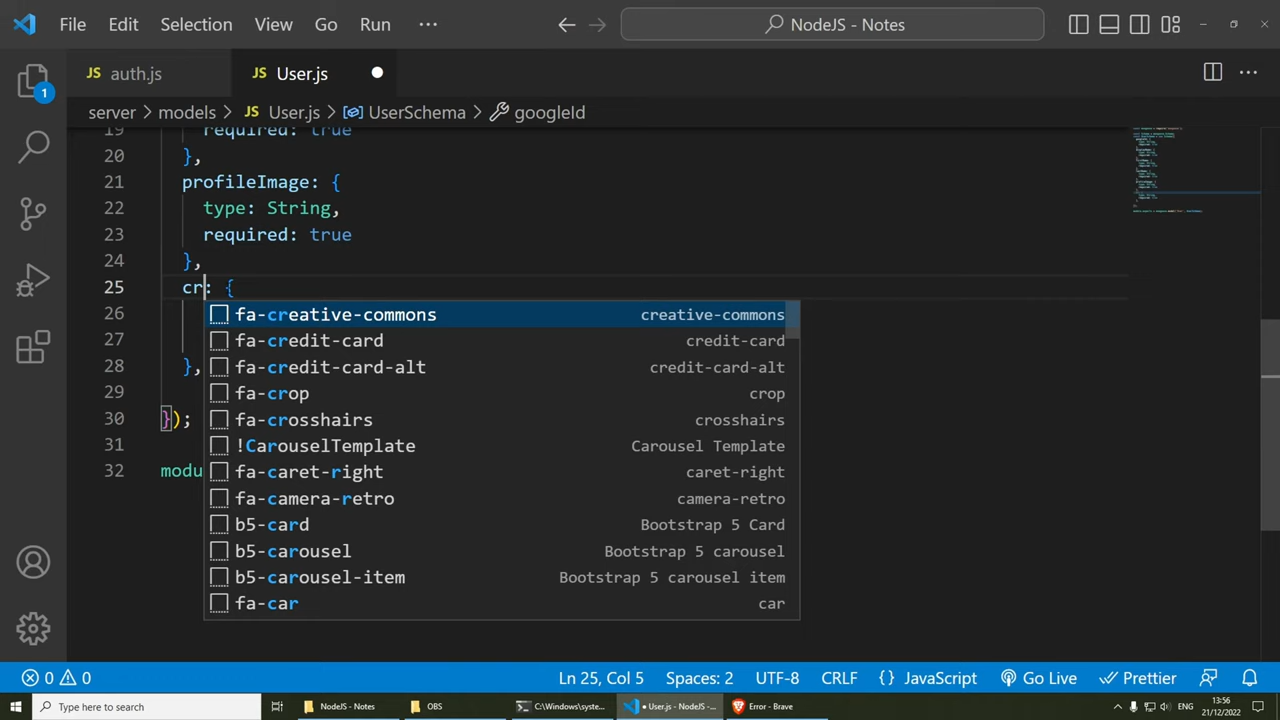 File Edit Selection View Go Run ··· NodeJS - Notes
JS auth.js JS User.js
server > models > JS User.js > UserSchema > googleId
19 required: true
20 },
21 profileImage: {
22 type: String,
23 required: true
24 },
25 cr: {
26 fa-creative-commons creative-commons
27 fa-credit-card credit-card
28 }, fa-credit-card-alt credit-card-alt
29 fa-crop crop
30 }); fa-crosshairs crosshairs
31 !CarouselTemplate Carousel Template
32 modu fa-caret-right caret-right
fa-camera-retro camera-retro
b5-card Bootstrap 5 Card
b5-carousel Bootstrap 5 carousel
b5-carousel-item Bootstrap 5 carousel item
fa-car car
1
0 0 Ln 25, Col 5 Spaces: 2 UTF-8 CRLF {} JavaScript Go Live Prettier
Type here to search NodeJS - Notes OBS C:\Windows\syste... • User.js - NodeJS -... Error - Brave ENG 13:56
21/12/2022